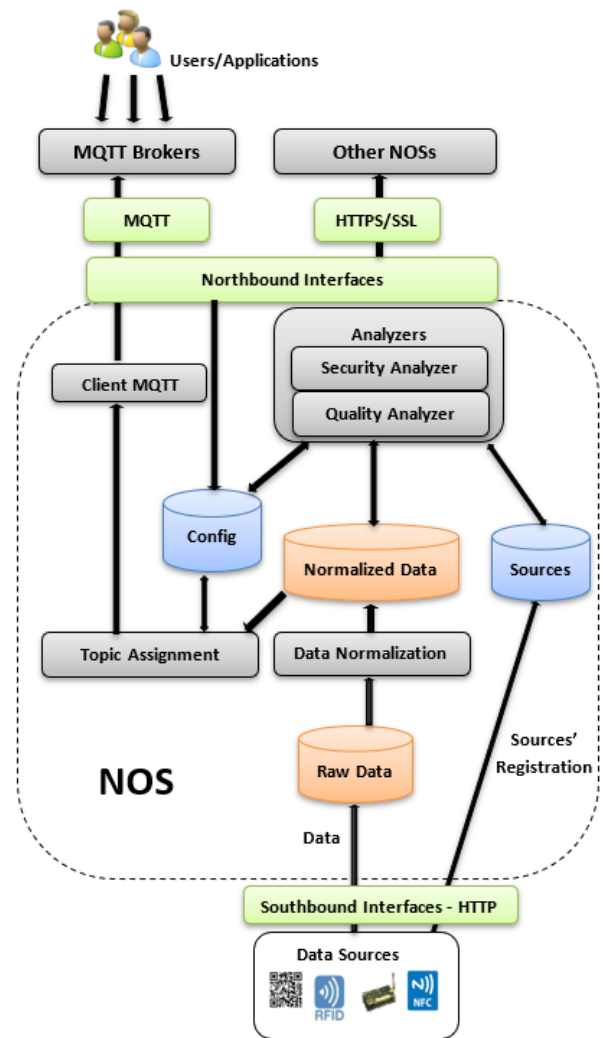 Users/Applications
MQTT Brokers
Other NOSs
MQTT
HTTPS/SSL
Northbound Interfaces
Analyzers
Security Analyzer
Client MQTT
Quality Analyzer
Config
Normalized Data
Sources
Topic Assignment
Data Normalization
Sources'
Registration
Raw Data
NOS
Data
Southbound Interfaces - HTTP
Data Sources
RFID
NFC